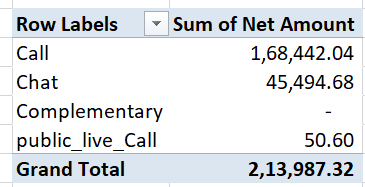 Row Labels Sum of Net Amount
Call 1,68,442.04
Chat 45,494.68
Complementary -
public_live_Call 50.60
Grand Total 2,13,987.32